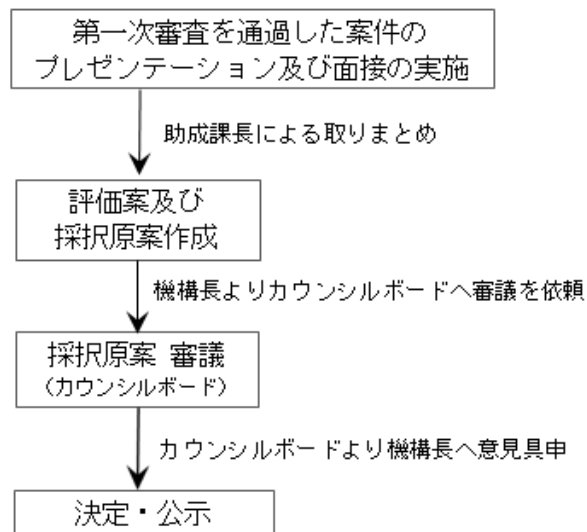 第一次審査を通過した案件の
プレゼンテーション及び面接の実施
助成課長による取りまとめ
評価案及び
採択原案作成
機構長よりカウンシルボードへ審議を依頼
採択原案 審議
（カウンシルボード）
カウンシルボードより機構長へ意見具申
決定・公示